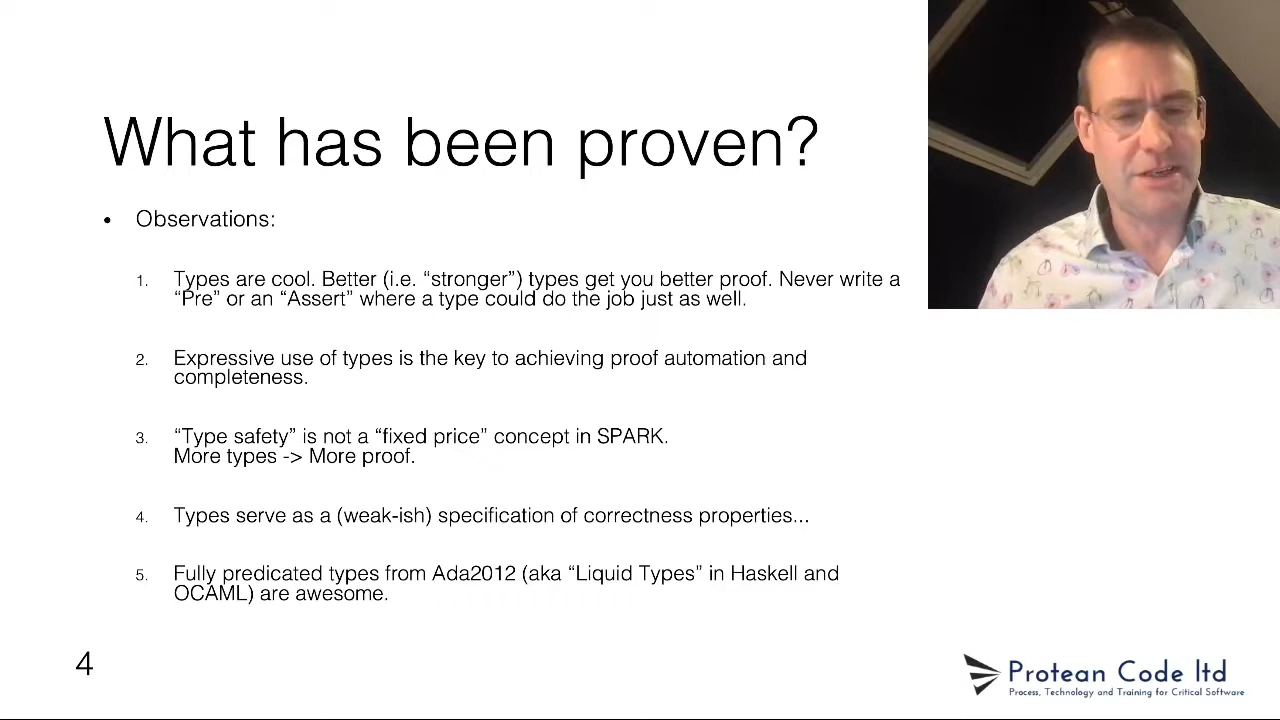 What has been proven?
• Observations:
1. Types are cool. Better (i.e. “stronger”) types get you better proof. Never write a
“Pre” or an “Assert” where a type could do the job just as well.
2. Expressive use of types is the key to achieving proof automation and
completeness.
3. “Type safety” is not a “fixed price” concept in SPARK.
More types -> More proof.
4. Types serve as a (weak-ish) specification of correctness properties...
5. Fully predicated types from Ada2012 (aka “Liquid Types” in Haskell and
OCAML) are awesome.
4
Protean Code ltd
Process, Technology and Training for Critical Software